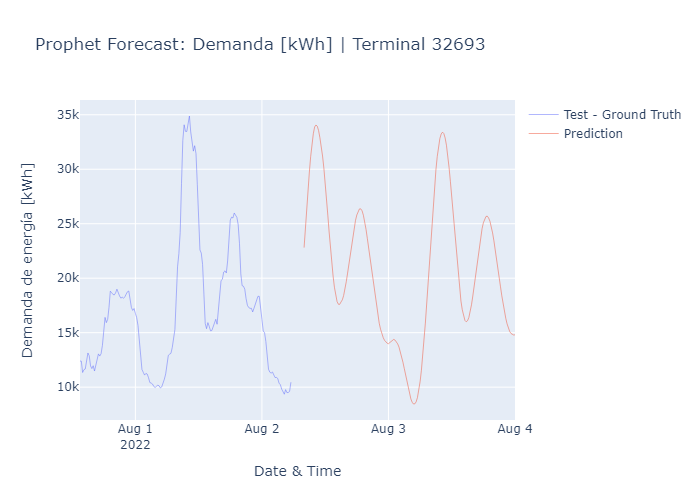 Prophet Forecast: Demanda [kWh] | Terminal 32693
Test - Ground Truth
Prediction
35k
30k
25k
20k
15k
10k
Demanda de energia [kWh]
Aug 1
2022
Aug 2
Aug 3
Aug 4
Date & Time